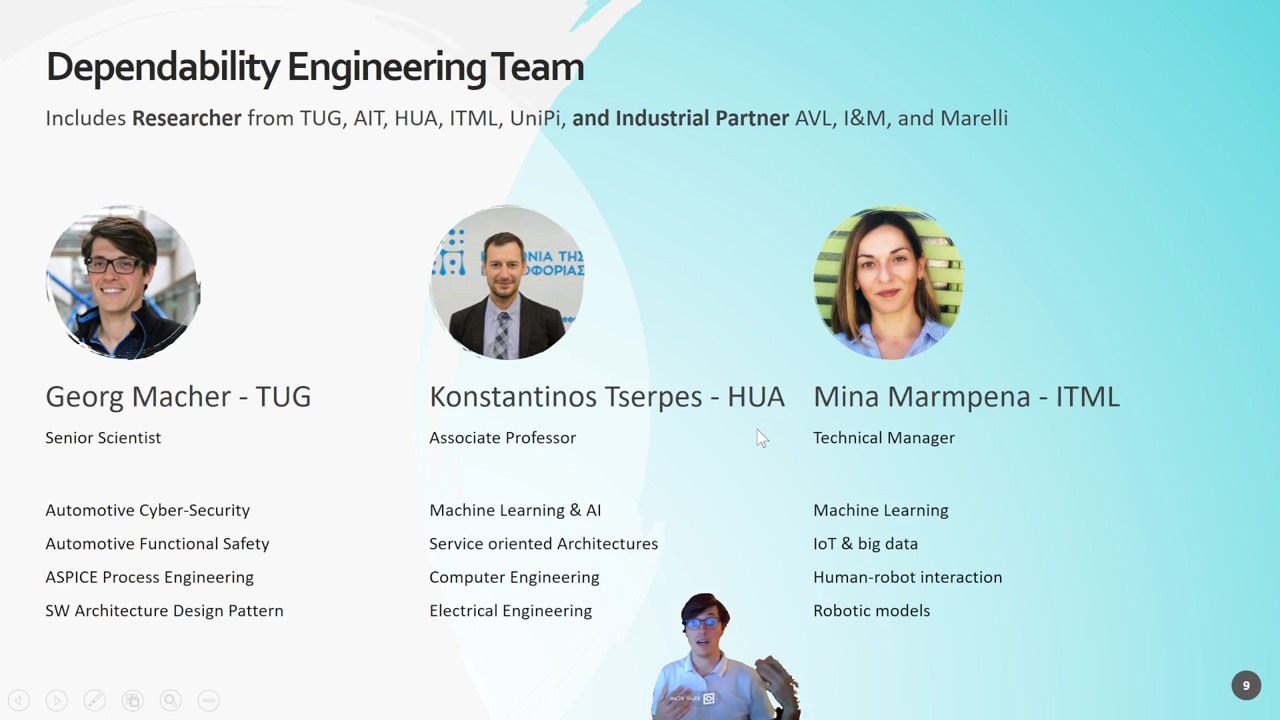 Dependability Engineering Team
Includes Researcher from TUG, AIT, HUA, ITML, UniPi, and Industrial Partner AVL, I&M, and Marelli
Georg Macher - TUG
Senior Scientist
Automotive Cyber-Security
Automotive Functional Safety
ASPICE Process Engineering
SW Architecture Design Pattern
Konstantinos Tserpes - HUA
Associate Professor
Machine Learning & AI
Service oriented Architectures
Computer Engineering
Electrical Engineering
Mina Marmpena - ITML
Technical Manager
Machine Learning
IoT & big data
Human-robot interaction
Robotic models
9